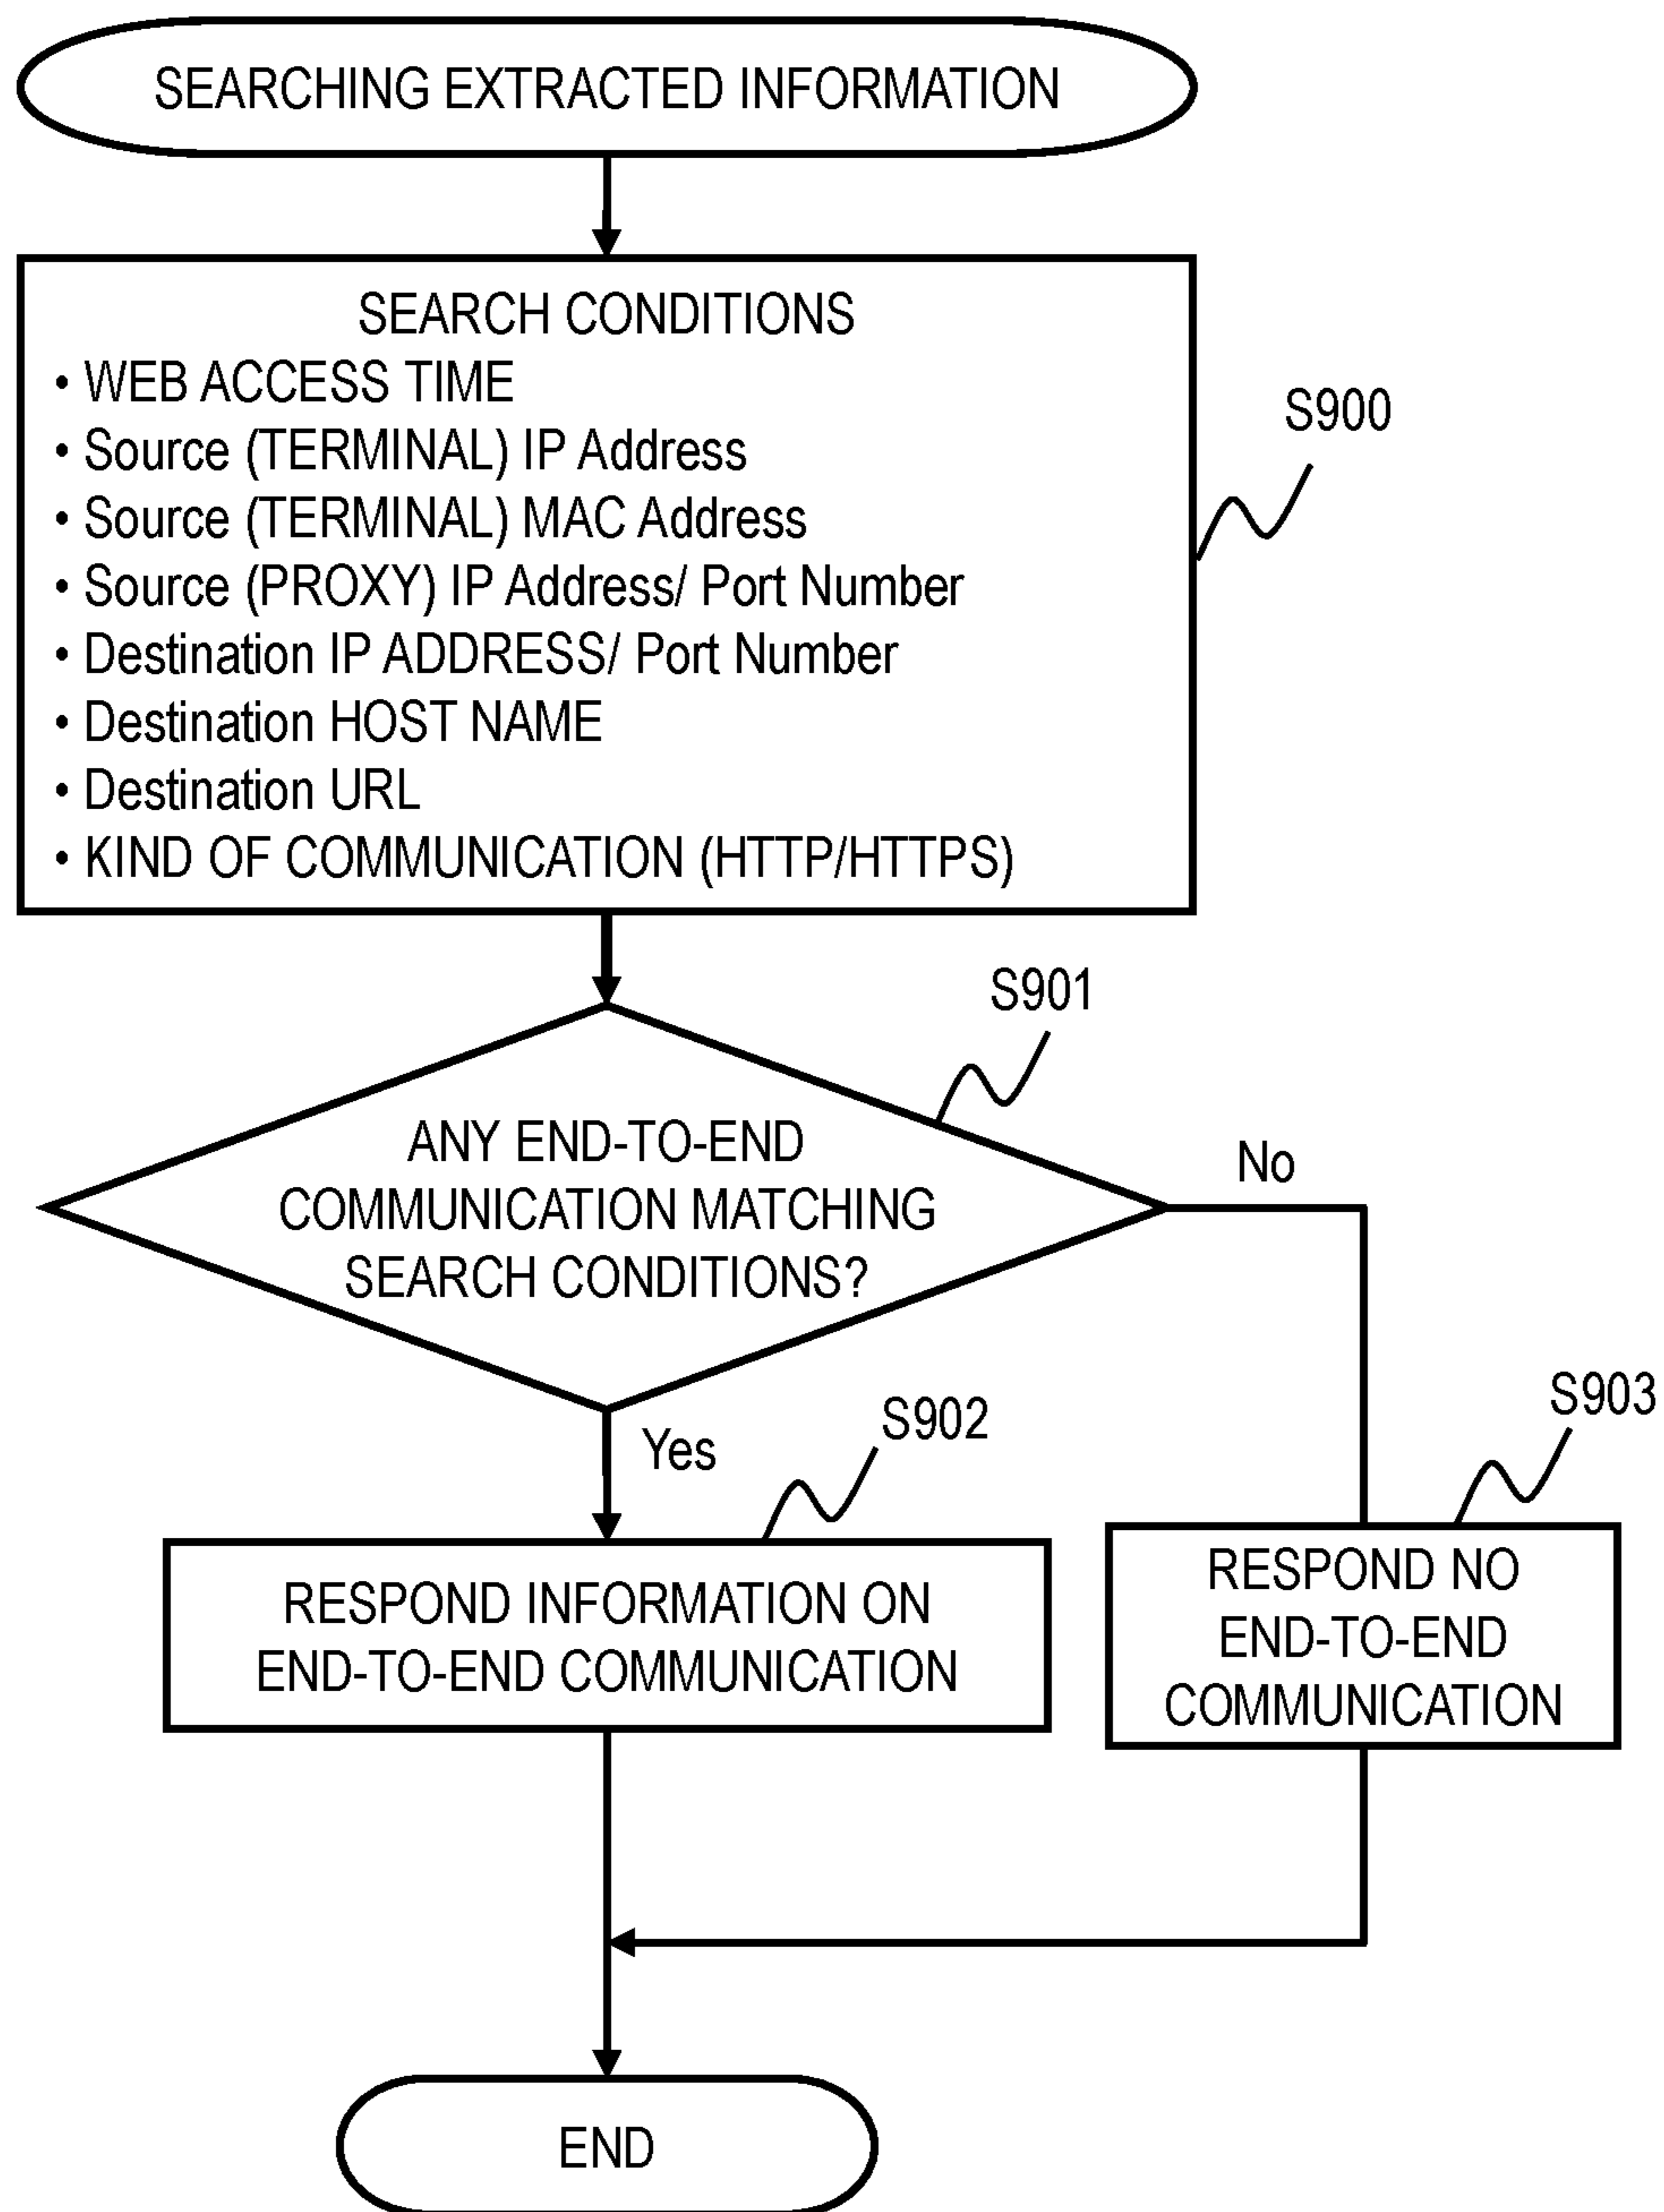 SEARCHING EXTRACTED INFORMATION
SEARCH CONDITIONS
• WEB ACCESS TIME
• Source (TERMINAL) IP Address
• Source (TERMINAL) MAC Address
• Source (PROXY) IP Address/ Port Number
• Destination IP ADDRESS/ Port Number
• Destination HOST NAME
• Destination URL
• KIND OF COMMUNICATION (HTTP/HTTPS)
S900
S901
ANY END-TO-END
COMMUNICATION MATCHING
SEARCH CONDITIONS?
No
Yes
S902
S903
RESPOND INFORMATION ON
END-TO-END COMMUNICATION
RESPOND NO
END-TO-END
COMMUNICATION
END